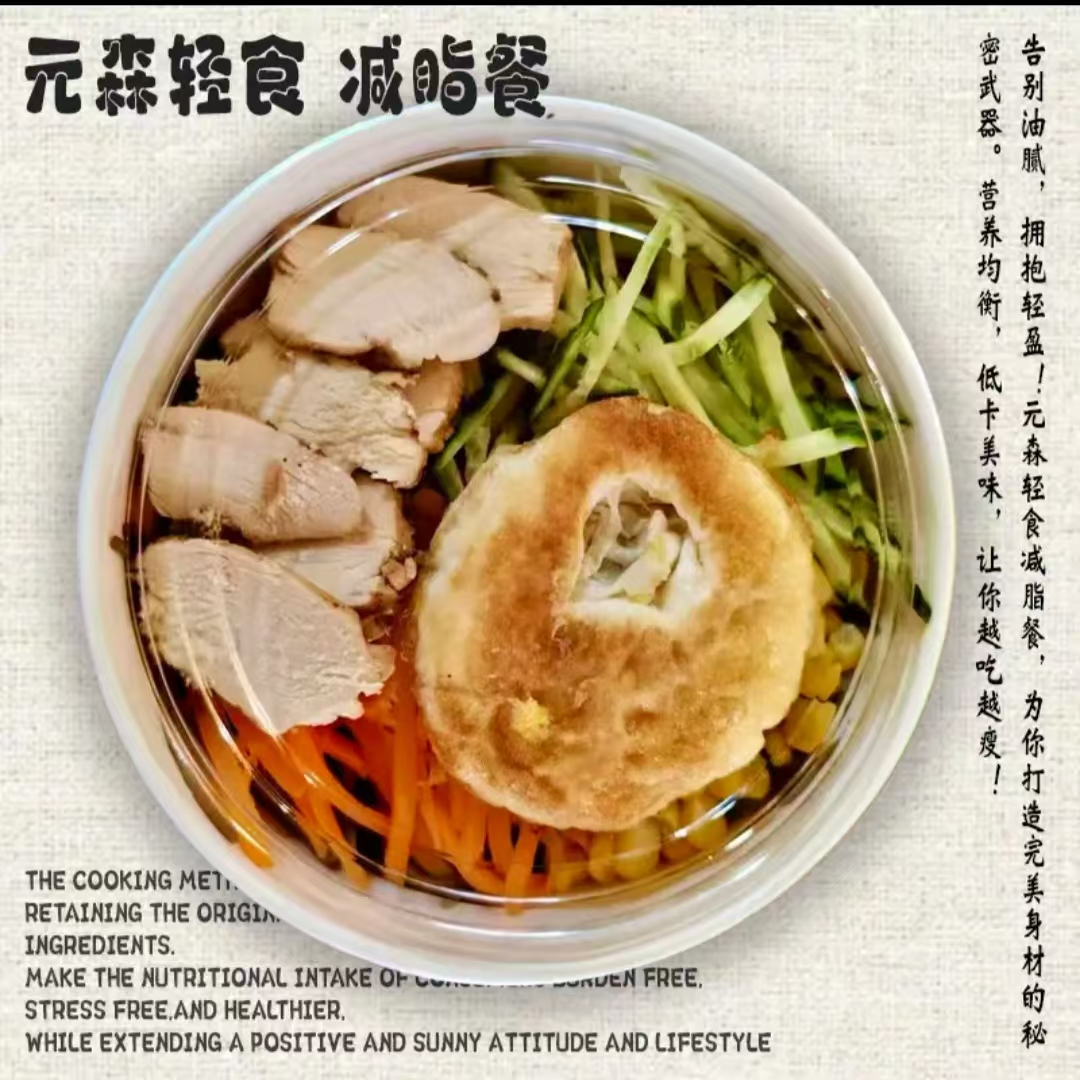 元森轻食 减脂餐
告别油腻，拥抱轻盈！元森轻食减脂餐，为你打造完美身材的秘
密武器。营养均衡，低卡美味，让你越吃越瘦！
THE COOKING
RETAINING THE
INGREDIENTS.
MAKE THE NUTRITIONAL INTAKE OF FREE,
STRESS FREE,AND HEALTHIER,
WHILE EXTENDING A POSITIVE AND SUNNY ATTITUDE AND LIFESTYLE